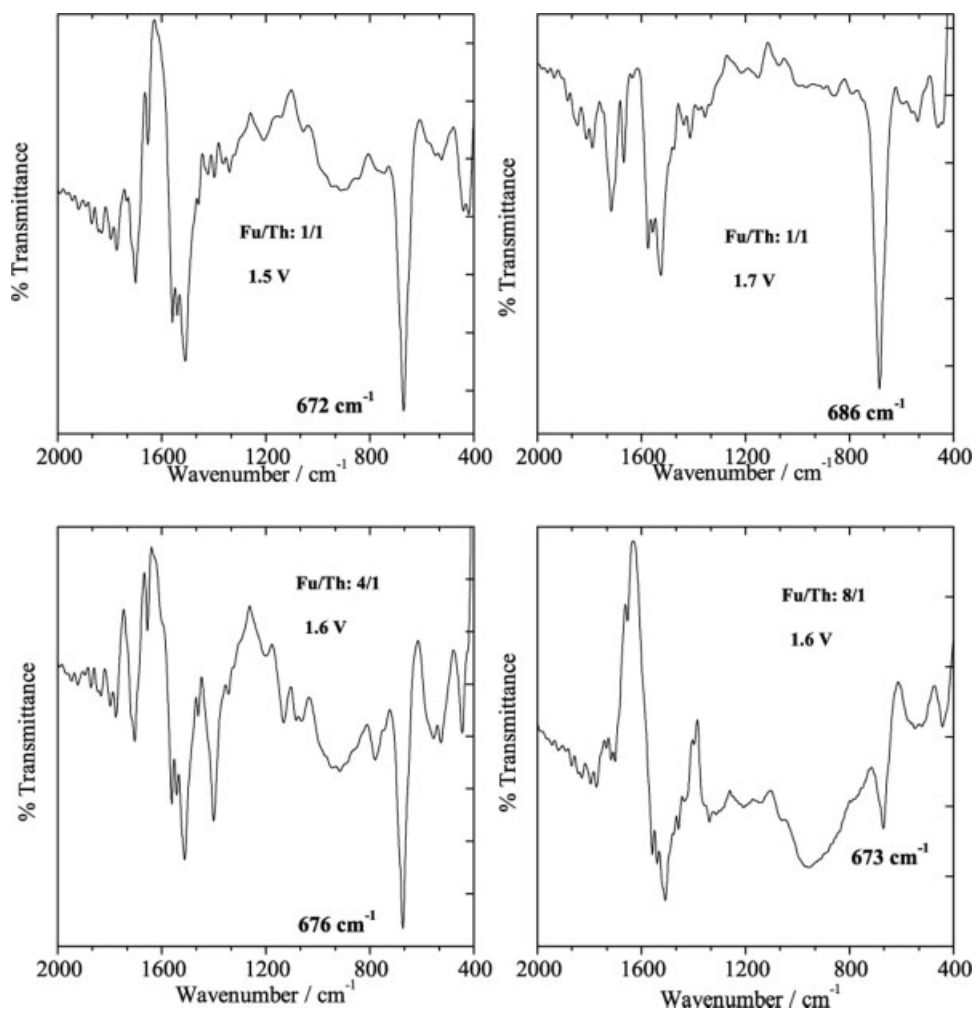 % Transmittance
Fu/Th: 1/1
1.5 V
672 cm-1
2000 1600 1200 800 400
Wavenumber / cm-1
% Transmittance
Fu/Th: 1/1
1.7 V
686 cm-1
2000 1600 1200 800 400
Wavenumber / cm-1
% Transmittance
Fu/Th: 4/1
1.6 V
676 cm-1
2000 1600 1200 800 400
Wavenumber / cm-1
% Transmittance
Fu/Th: 8/1
1.6 V
673 cm-1
2000 1600 1200 800 400
Wavenumber / cm-1